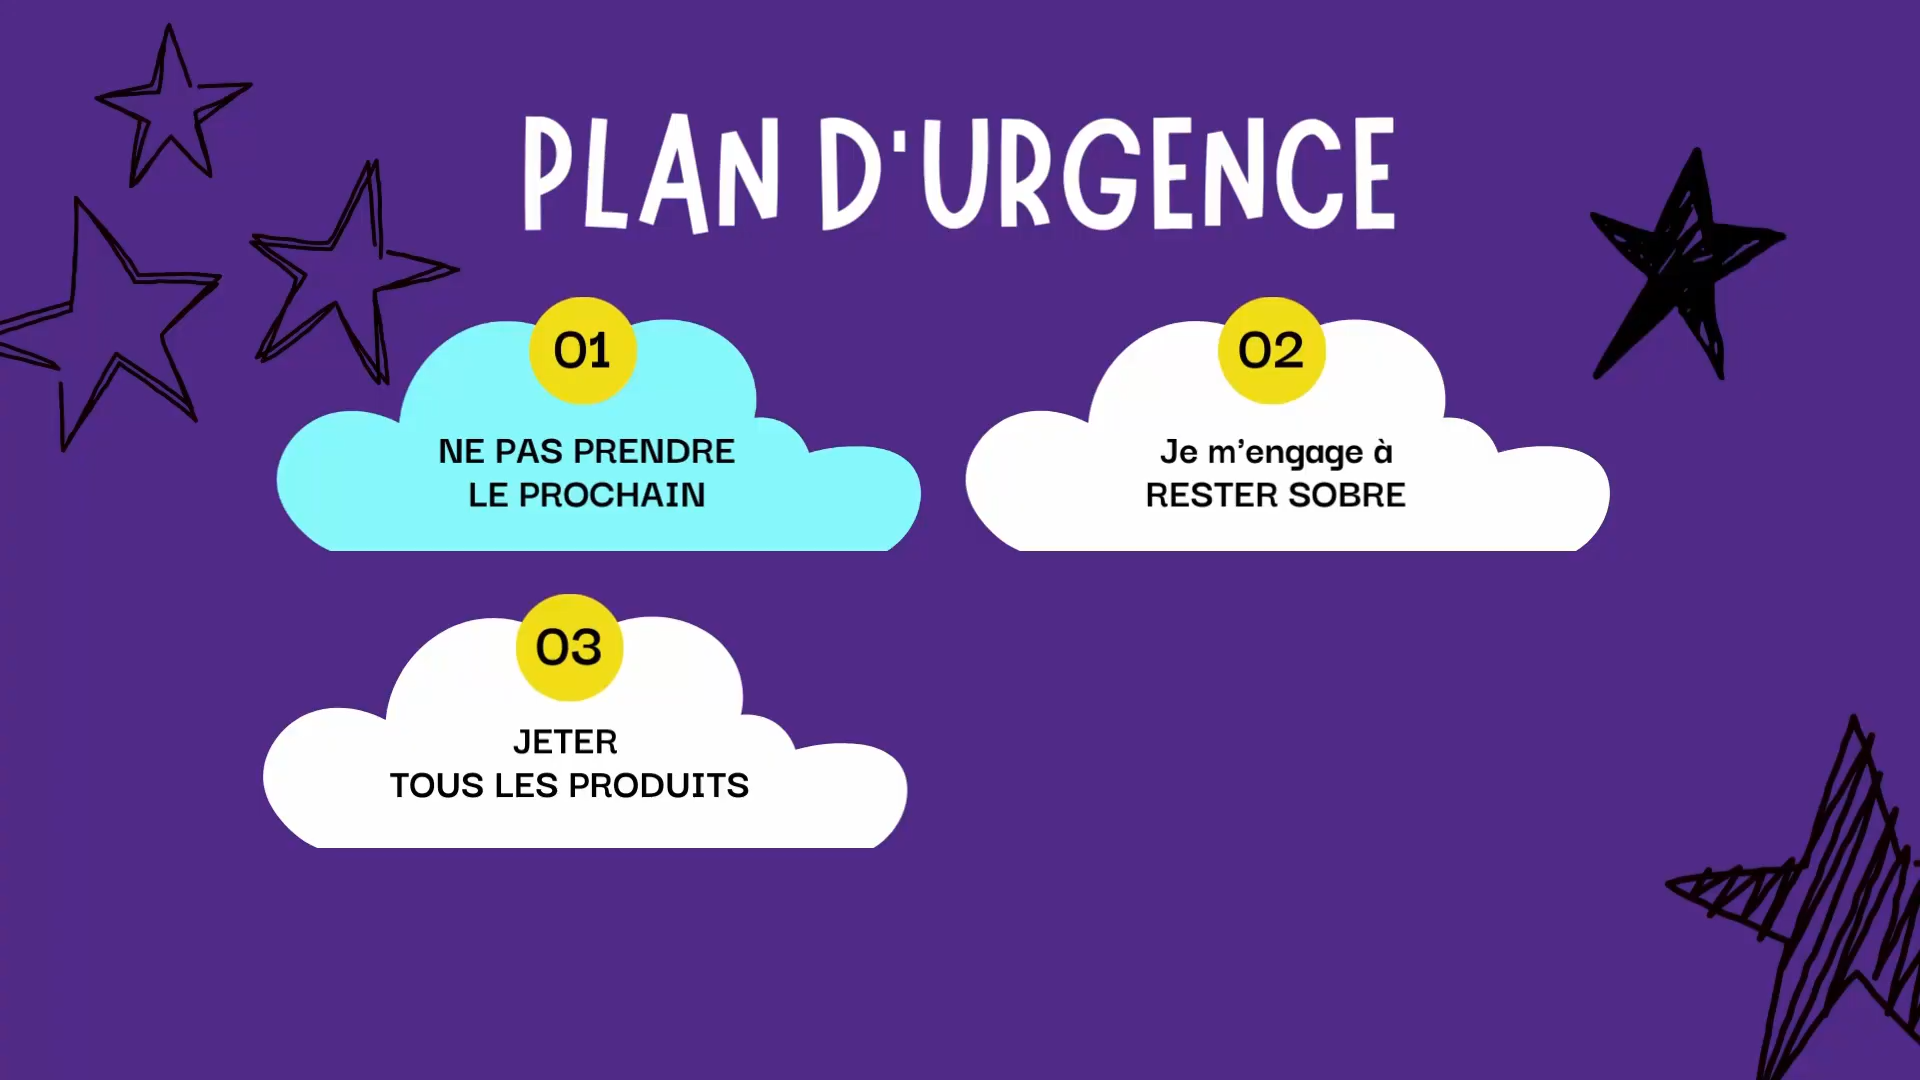 PLAN D'URGENCE
01
NE PAS PRENDRE
LE PROCHAIN
02
Je m'engage à
RESTER SOBRE
03
JETER
TOUS LES PRODUITS